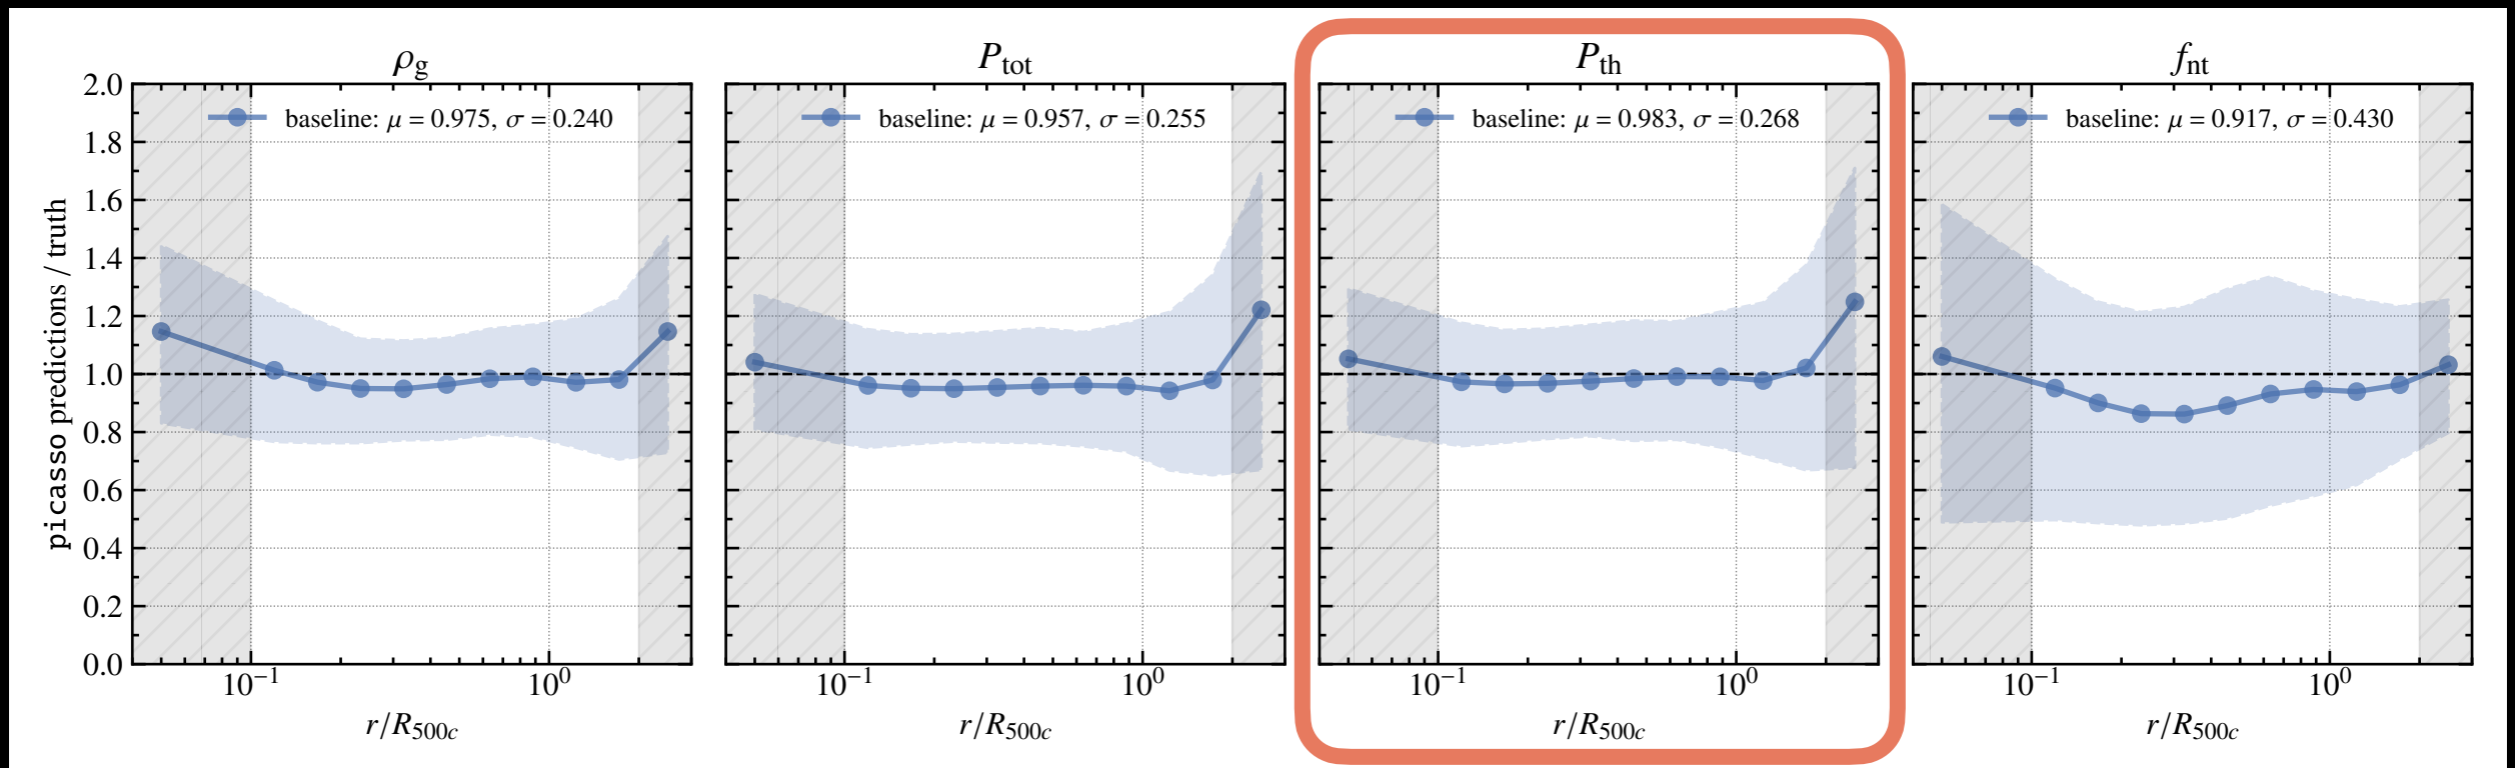 ρg
Ptot
Pth
fnt
baseline: μ = 0.975, σ = 0.240
baseline: μ = 0.957, σ = 0.255
baseline: μ = 0.983, σ = 0.268
baseline: μ = 0.917, σ = 0.430
picasso predictions / truth
2.0
1.8
1.6
1.4
1.2
1.0
0.8
0.6
0.4
0.2
0.0
10⁻¹ 10⁰
10⁻¹ 10⁰
10⁻¹ 10⁰
10⁻¹ 10⁰
r/R500c
r/R500c
r/R500c
r/R500c